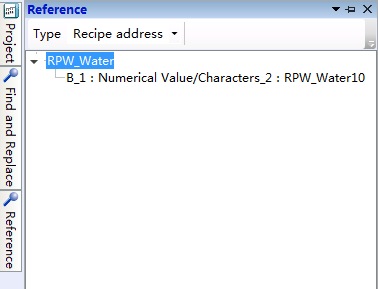 Reference
Type Recipe address
RPW_Water
B_1 : Numerical Value/Characters_2 : RPW_Water10
Project
Find and Replace
Reference